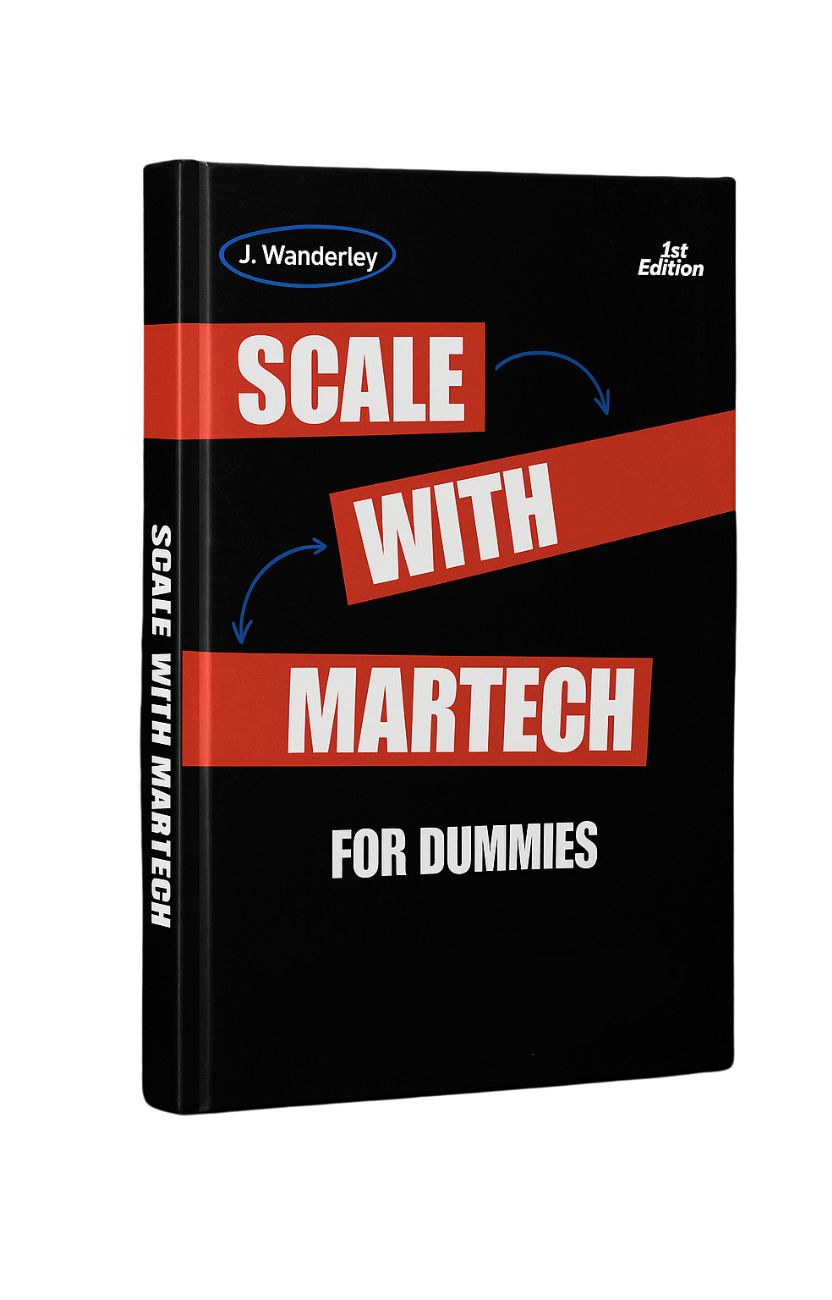 J. Wanderley
1st
Edition
SCALE
WITH
MARTECH
FOR DUMMIES
SCALE WITH MARTECH